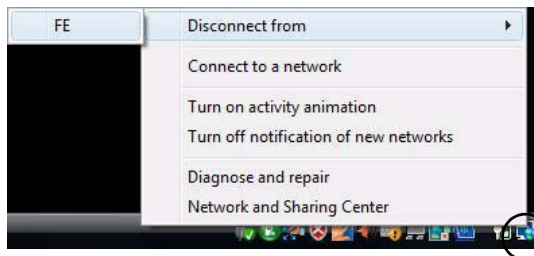 FE
Disconnect from
Connect to a network
Turn on activity animation
Turn off notification of new networks
Diagnose and repair
Network and Sharing Center